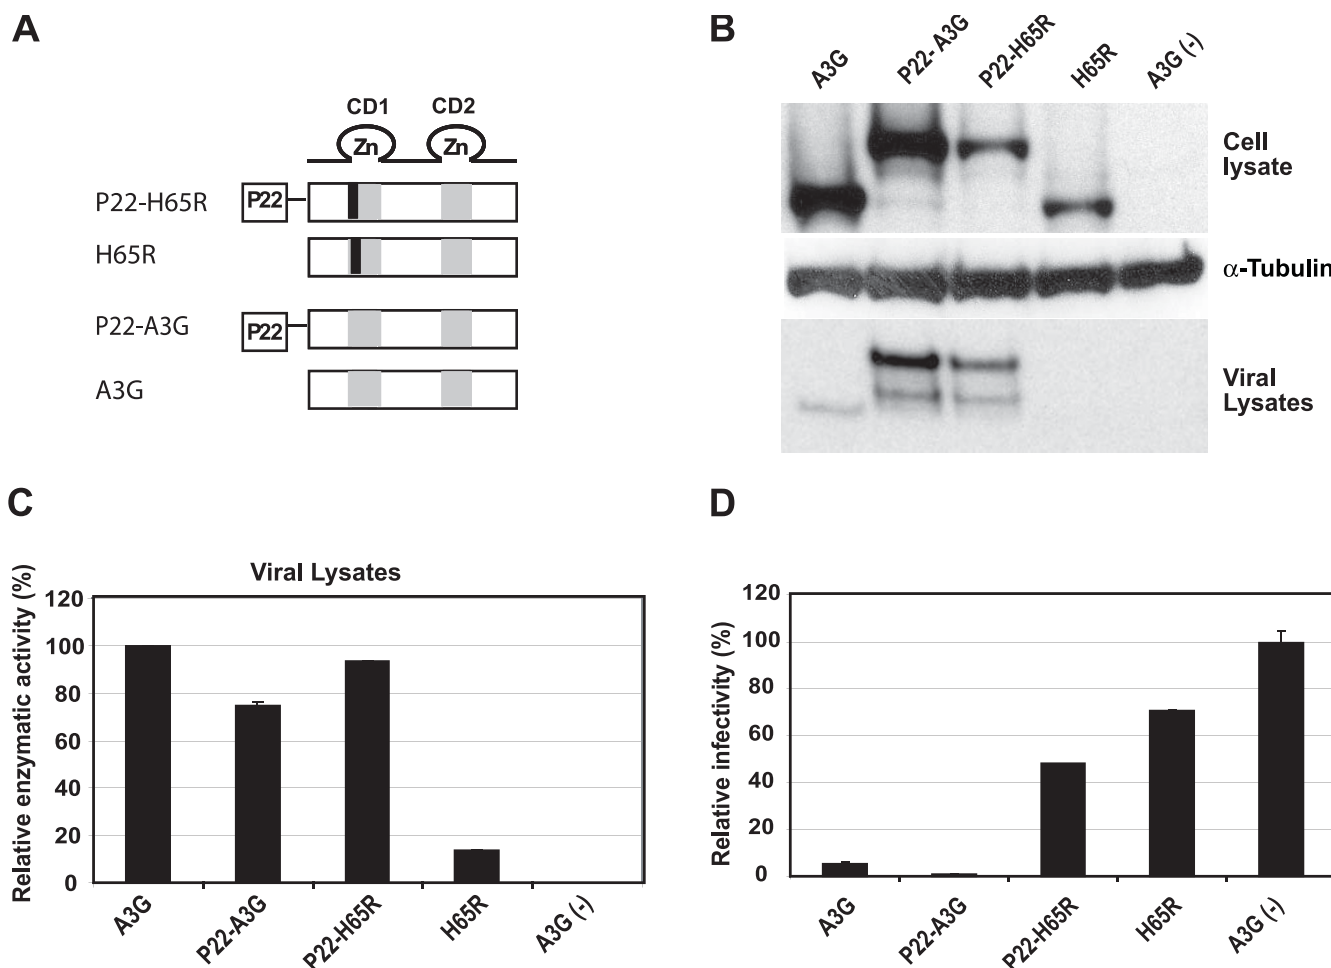 A
CD1 CD2
Zn Zn
P22-H65R P22
H65R
P22-A3G P22
A3G
B
A3G P22- A3G P22-H65R H65R A3G (-)
Cell
lysate
α-Tubulin
Viral
Lysates
C
Viral Lysates
Relative enzymatic activity (%)
120
100
80
60
40
20
0
A3G P22-A3G P22-H65R H65R A3G (-)
D
Relative infectivity (%)
120
100
80
60
40
20
0
A3G P22-A3G P22-H65R H65R A3G (-)